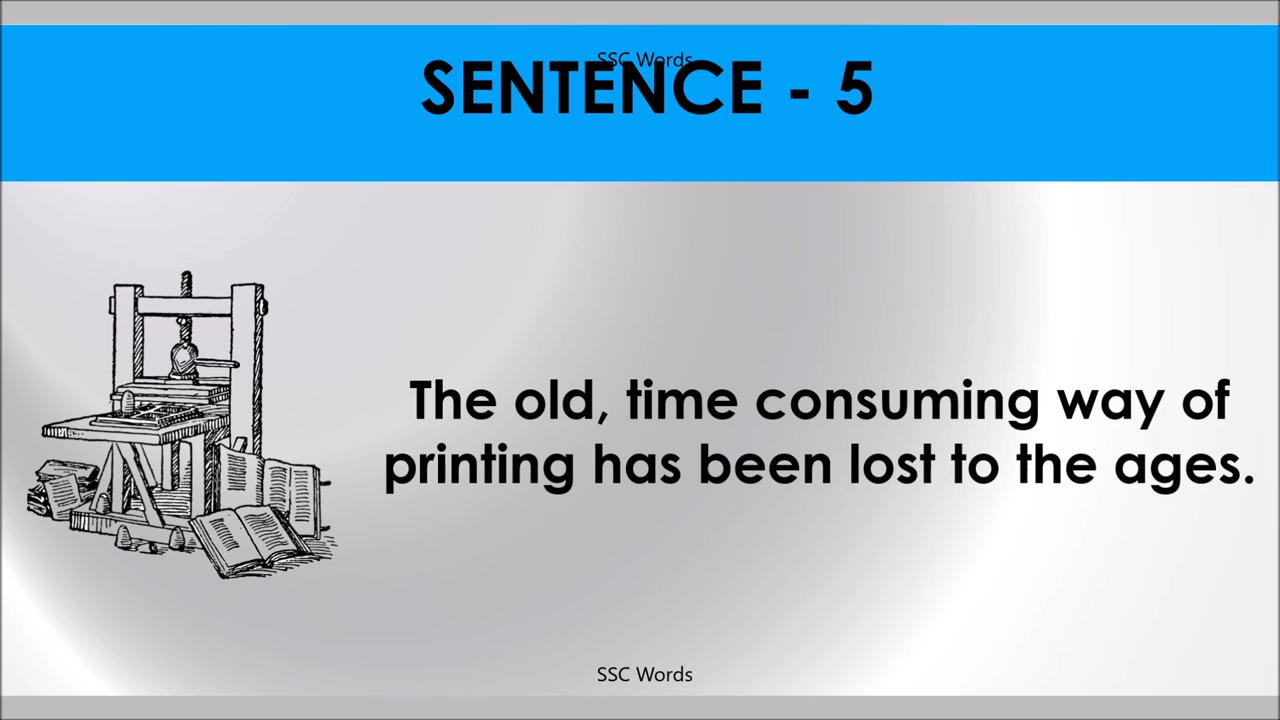 SSC Words
SENTENCE - 5
The old, time consuming way of
printing has been lost to the ages.
SSC Words